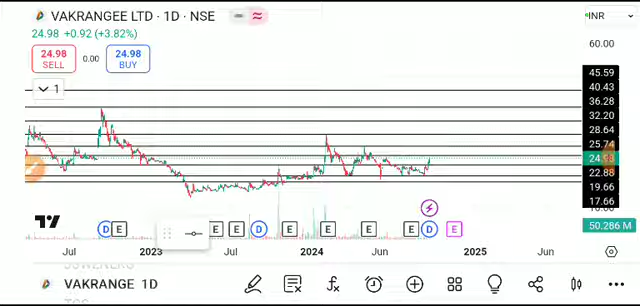 VAKRANGEE LTD · 1D · NSE
INR
24.98 +0.92 (+3.82%)
60.00
24.98 SELL 0.00 24.98 BUY
1
45.59
40.43
36.28
32.20
28.64
25.74
24.98
22.88
19.66
17.66
50.286 M
D E E E D E E E E D E
Jul 2023 Jul 2024 Jun 2025 Jun
VAKRANGE 1D